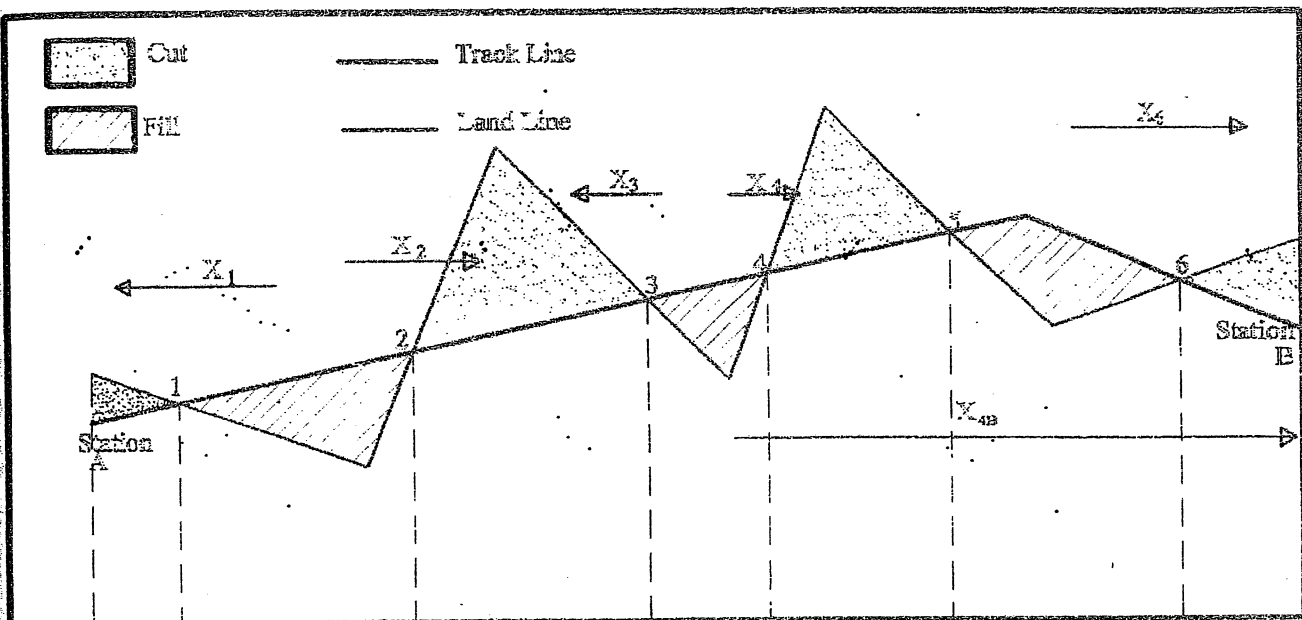 Cut
Track Line
Fill
Land Line
X5
X3
X4
X2
5
X1
4
6
3
2
Station
B
1
X4B
Station
A